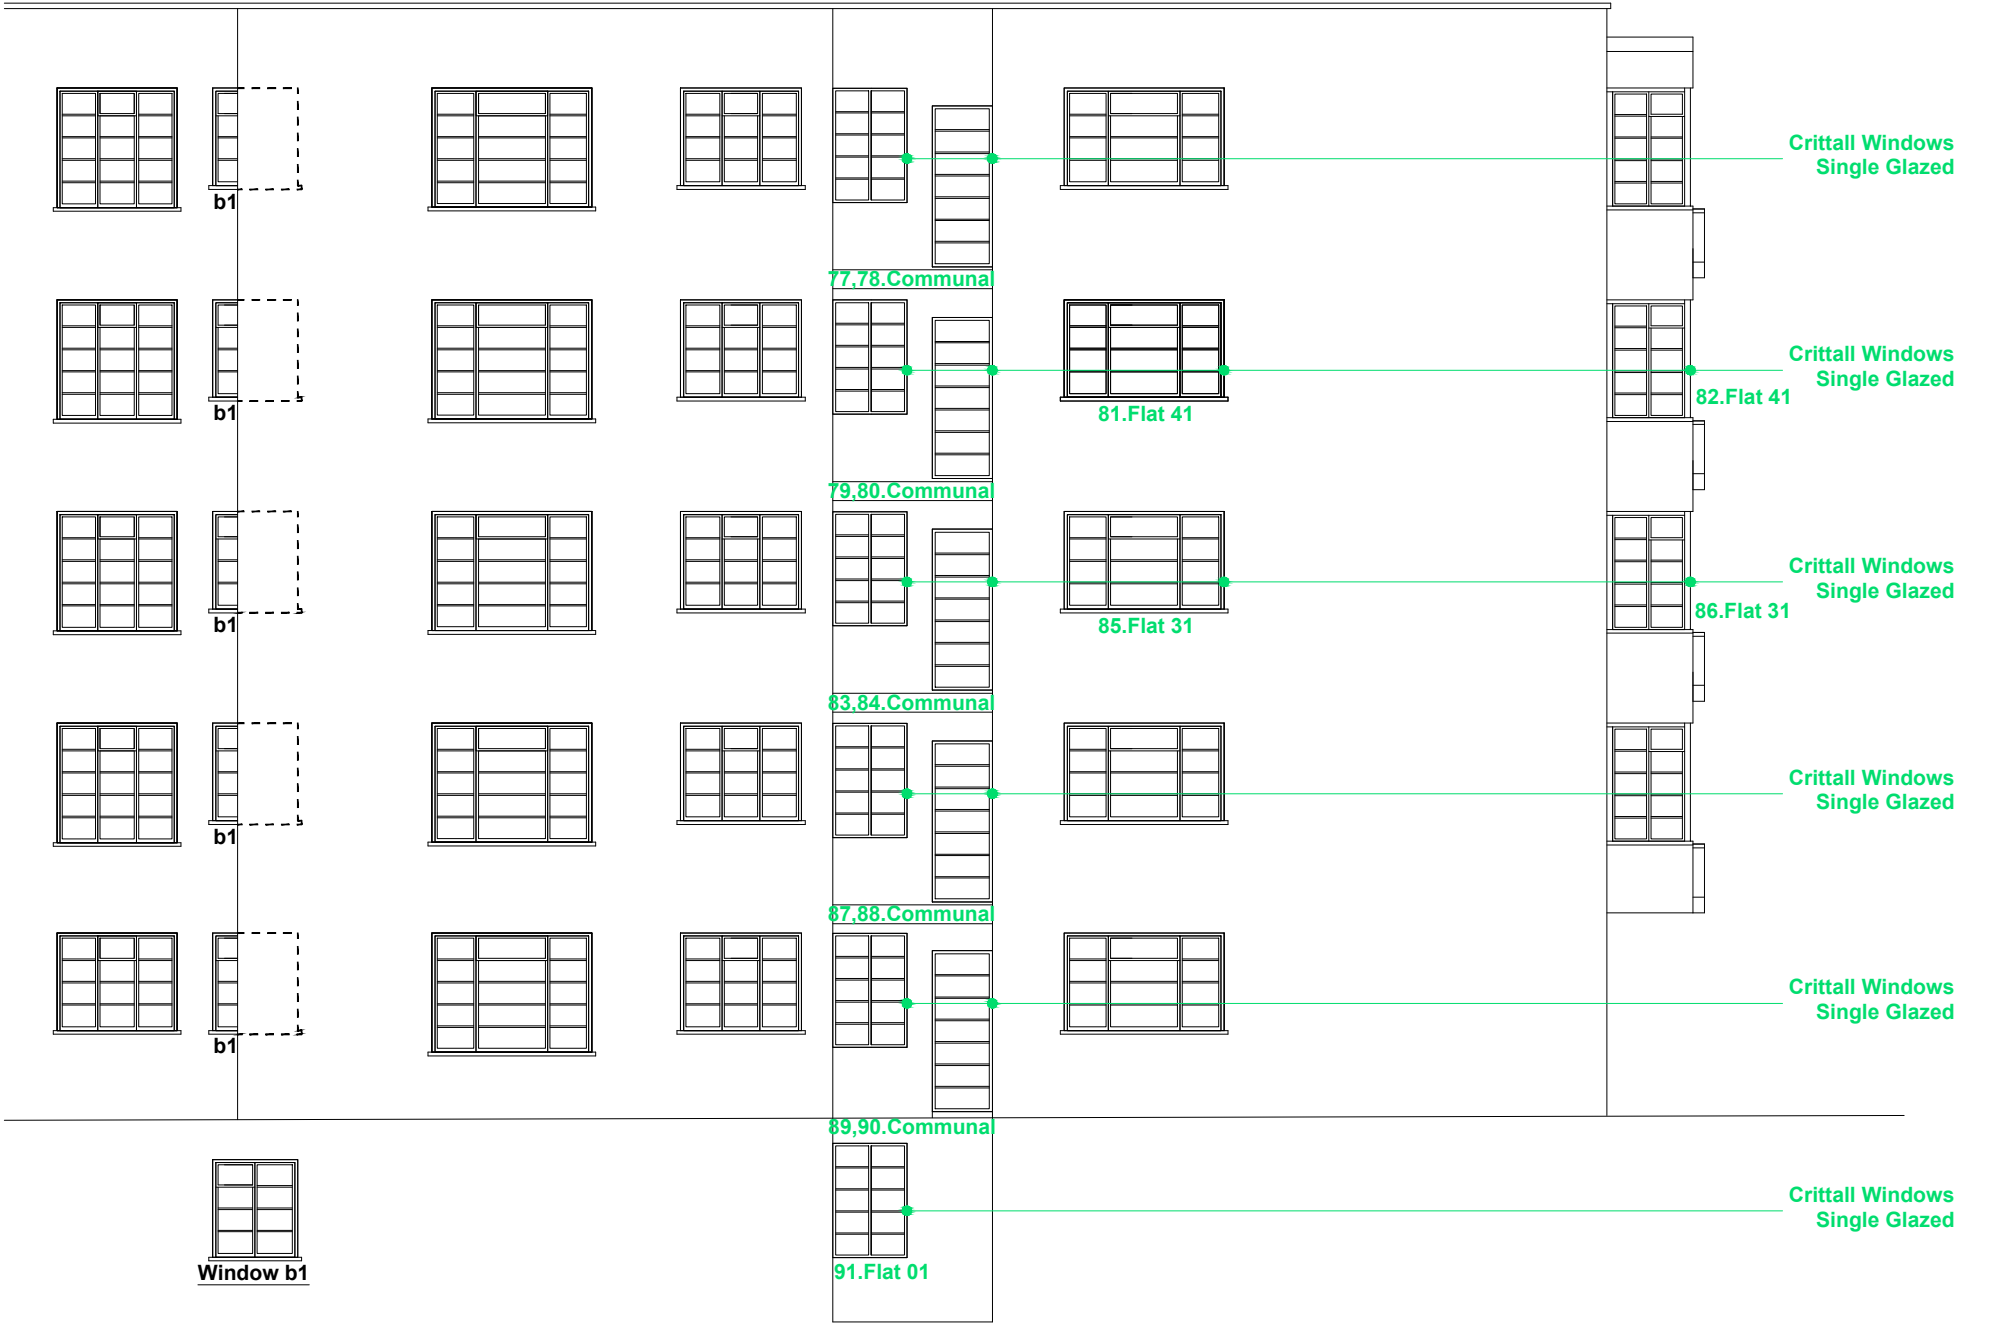 Crittall Windows
Single Glazed
b1
77,78.Communal
Crittall Windows
Single Glazed
82.Flat 41
b1
81.Flat 41
79,80.Communal
Crittall Windows
Single Glazed
86.Flat 31
b1
85.Flat 31
83,84.Communal
Crittall Windows
Single Glazed
b1
87,88.Communal
Crittall Windows
Single Glazed
b1
89,90.Communal
Crittall Windows
Single Glazed
Window b1
91.Flat 01